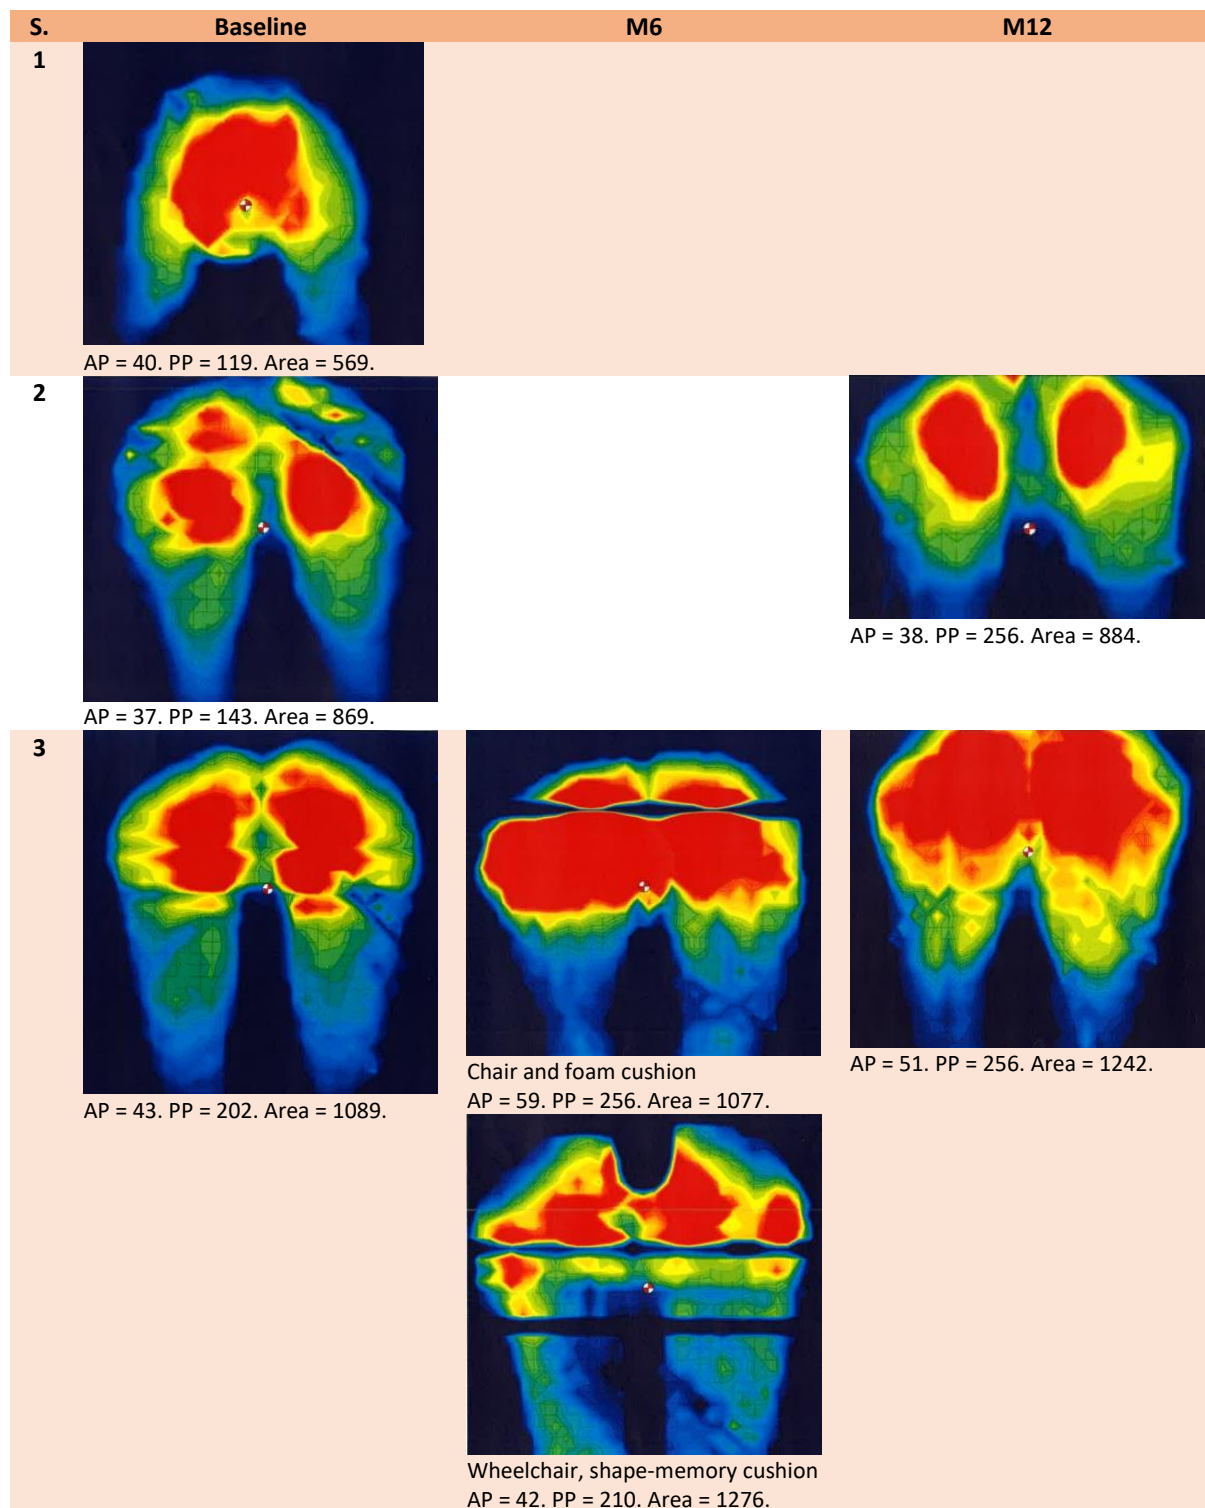 S. Baseline M6 M12
1
AP = 40. PP = 119. Area = 569.
2
AP = 38. PP = 256. Area = 884.
AP = 37. PP = 143. Area = 869.
3
Chair and foam cushion
AP = 51. PP = 256. Area = 1242.
AP = 59. PP = 256. Area = 1077.
AP = 43. PP = 202. Area = 1089.
Wheelchair, shape-memory cushion
AP = 42. PP = 210. Area = 1276.